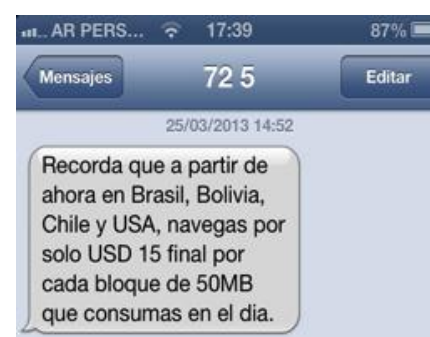 AR PERS... 17:39 87%
Mensajes 72 5 Editar
25/03/2013 14:52
Recorda que a partir de
ahora en Brasil, Bolivia,
Chile y USA, navegas por
solo USD 15 final por
cada bloque de 50MB
que consumas en el dia.